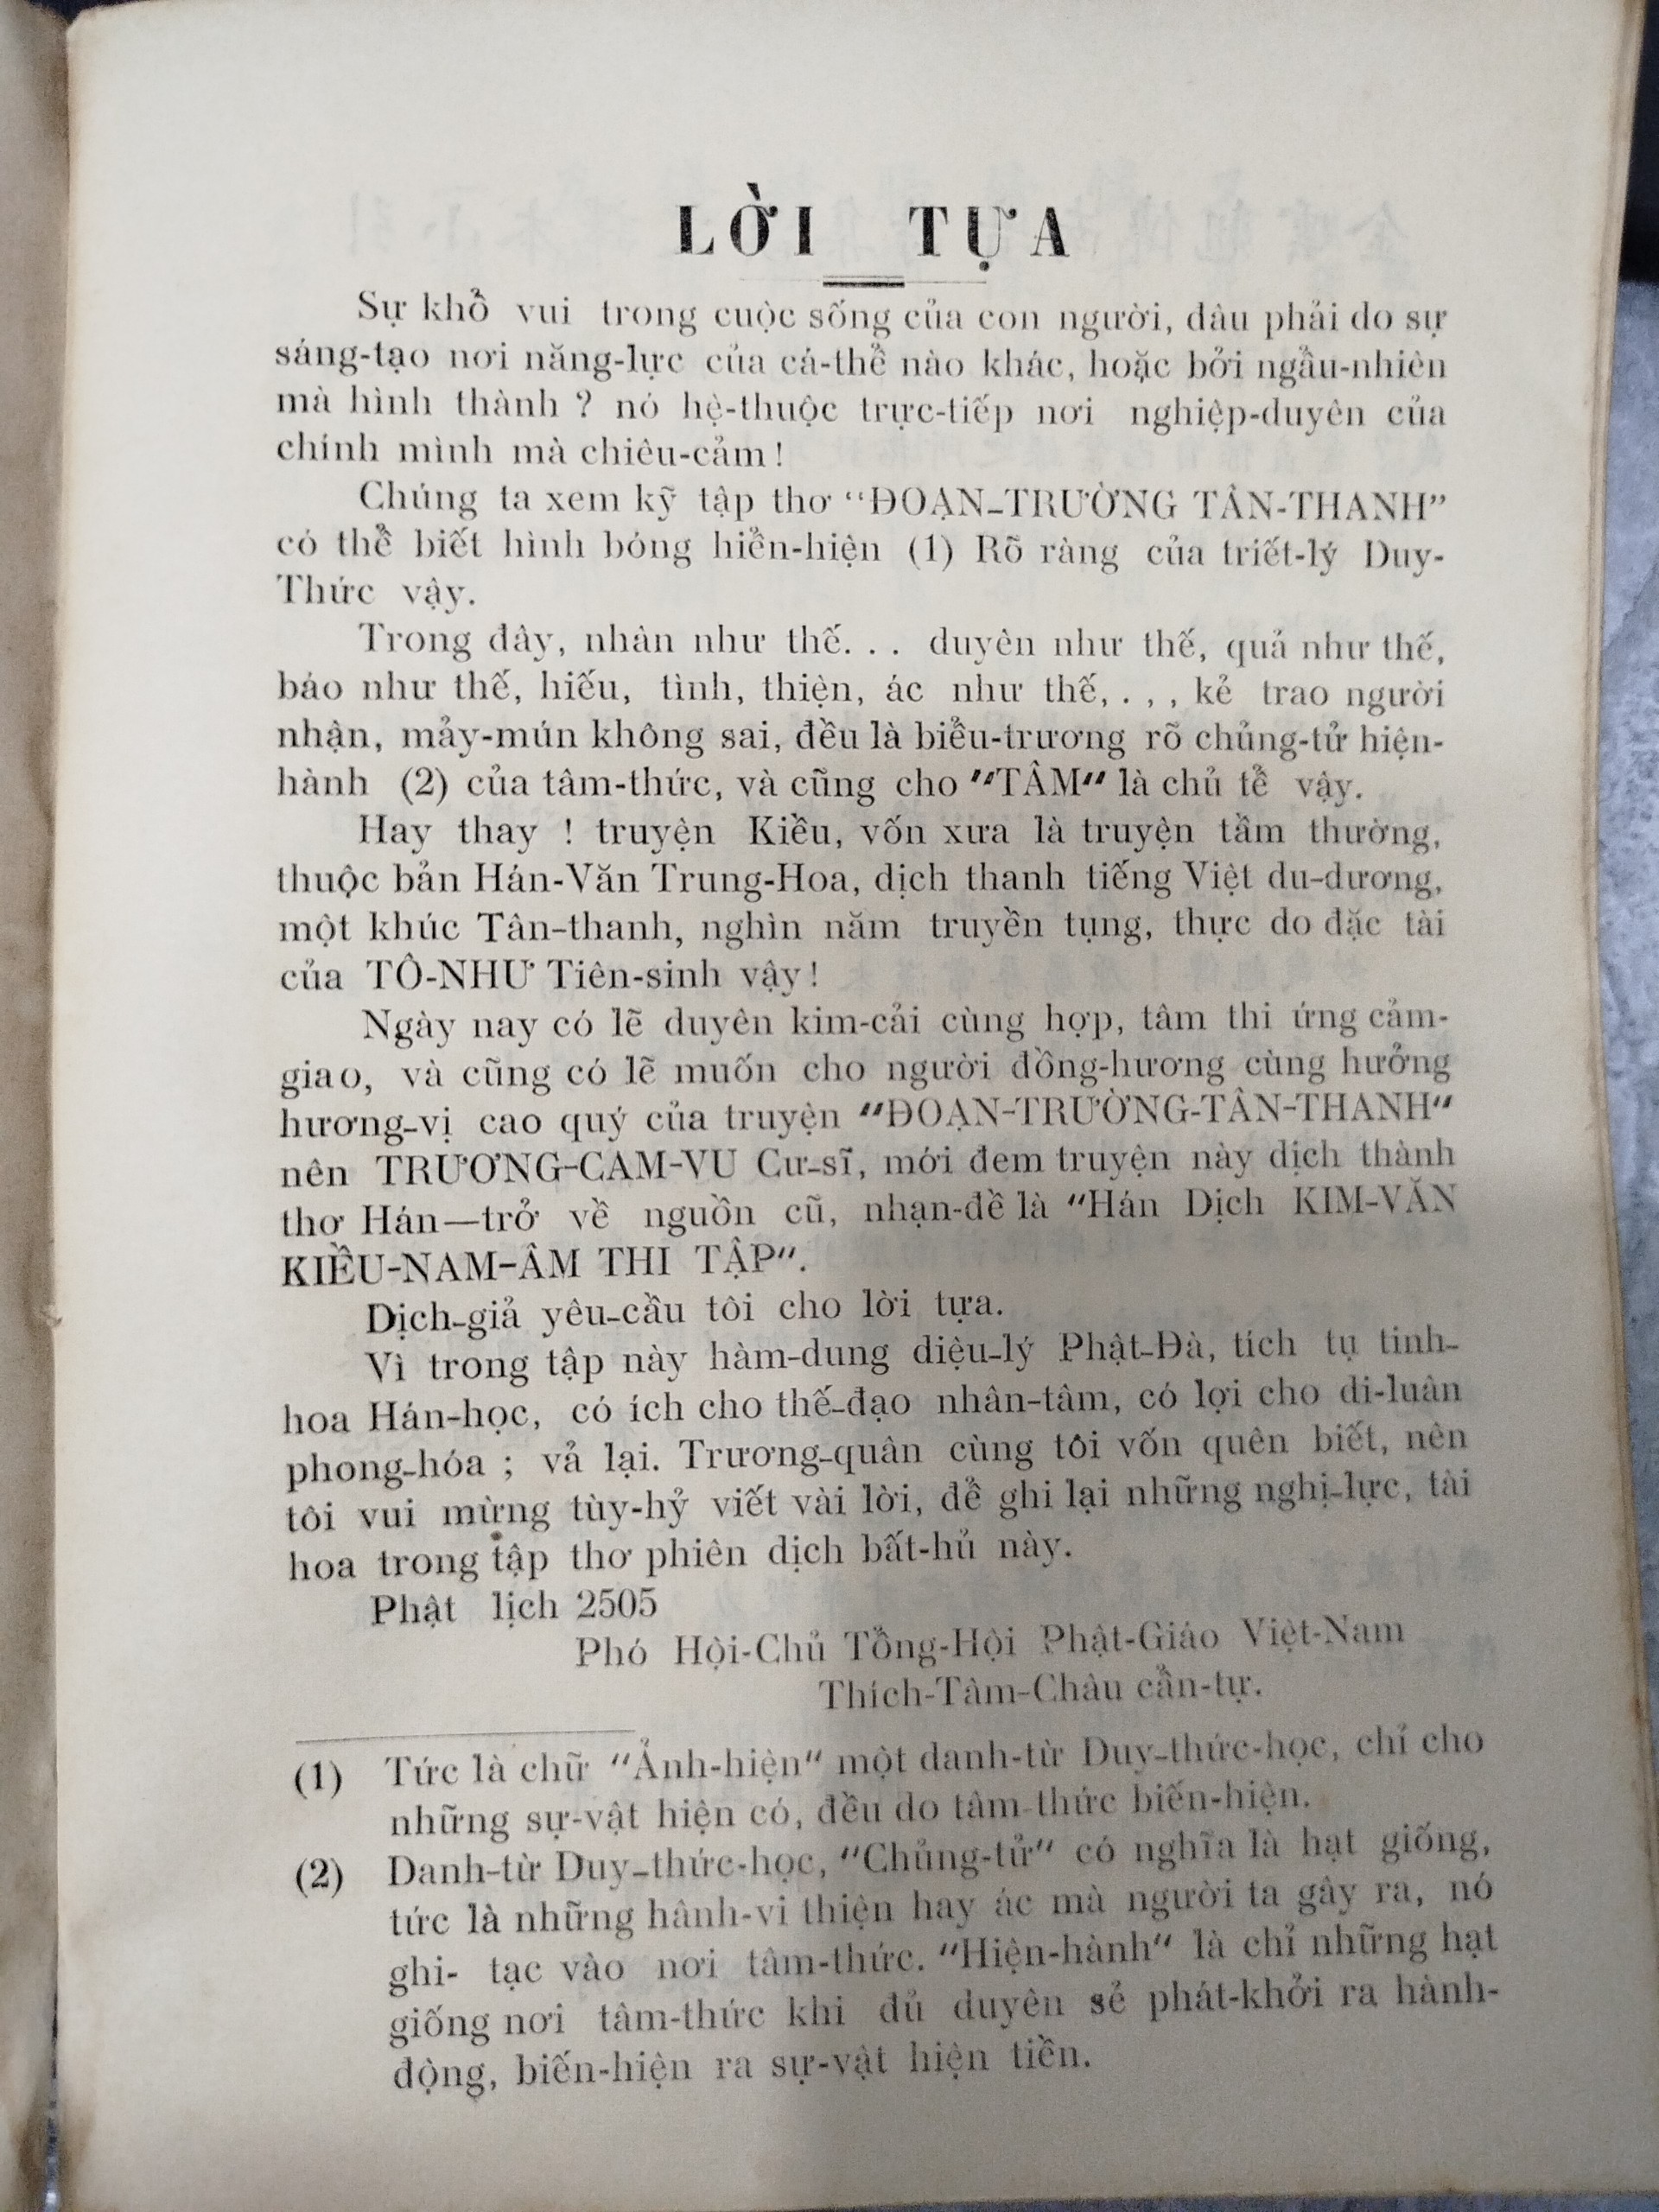 LỜI TỰA
Sự khổ vui trong cuộc sống của con người, đâu phải do sự
sáng-tạo nơi năng-lực của cá-thể nào khác, hoặc bởi ngẫu-nhiên
mà hình thành ? nó hệ-thuộc trực-tiếp nơi nghiệp-duyên của
chính mình mà chiêu-cảm !
Chúng ta xem kỹ tập thơ “ĐOẠN-TRƯỜNG TÂN-THANH”
có thể biết hình bóng hiển-hiện (1) Rõ ràng của triết-lý Duy-
Thức vậy.
Trong đây, nhân như thế. . . duyên như thế, quả như thế,
báo như thế, hiếu, tình, thiện, ác như thế, . , , kẻ trao người
nhận, mảy-mún không sai, đều là biểu-trương rõ chủng-tử hiện-
hành (2) của tâm-thức, và cũng cho "TÂM" là chủ tể vậy.
Hay thay ! truyện Kiều, vốn xưa là truyện tầm thường,
thuộc bản Hán-Văn Trung-Hoa, dịch thanh tiếng Việt du-dương,
một khúc Tân-thanh, nghìn năm truyền tụng, thực do đặc tài
của TÔ-NHƯ Tiên-sinh vậy !
Ngày nay có lẽ duyên kim-cải cùng hợp, tâm thi ứng cảm-
giao, và cũng có lẽ muốn cho người đồng-hương cùng hưởng
hương-vị cao quý của truyện "ĐOẠN-TRƯỜNG-TÂN-THANH"
nên TRƯƠNG-CAM-VU Cư-sĩ, mới đem truyện này dịch thành
thơ Hán—trở về nguồn cũ, nhạn-đề là "Hán Dịch KIM-VĂN
KIỀU-NAM-ÂM THI TẬP".
Dịch-giả yêu-cầu tôi cho lời tựa.
Vì trong tập này hàm-dung diệu-lý Phật-Đà, tích tụ tinh-
hoa Hán-học, có ích cho thế-đạo nhân-tâm, có lợi cho di-luân
phong-hóa ; vả lại. Trương-quân cùng tôi vốn quên biết, nên
tôi vui mừng tùy-hỷ viết vài lời, để ghi lại những nghị-lực, tài
hoa trong tập thơ phiên dịch bất-hủ này.
Phật lịch 2505
Phó Hội-Chủ Tổng-Hội Phật-Giáo Việt-Nam
Thích-Tâm-Châu cẩn-tự.
(1) Tức là chữ "Ảnh-hiện" một danh-từ Duy-thức-học, chỉ cho
những sự-vật hiện có, đều do tâm-thức biến-hiện.
(2) Danh-từ Duy-thức-học, "Chủng-tử" có nghĩa là hạt giống,
tức là những hành-vi thiện hay ác mà người ta gây ra, nó
ghi- tạc vào nơi tâm-thức. "Hiện-hành" là chỉ những hạt
giống nơi tâm-thức khi đủ duyên sẻ phát-khởi ra hành-
động, biến-hiện ra sự-vật hiện tiền.